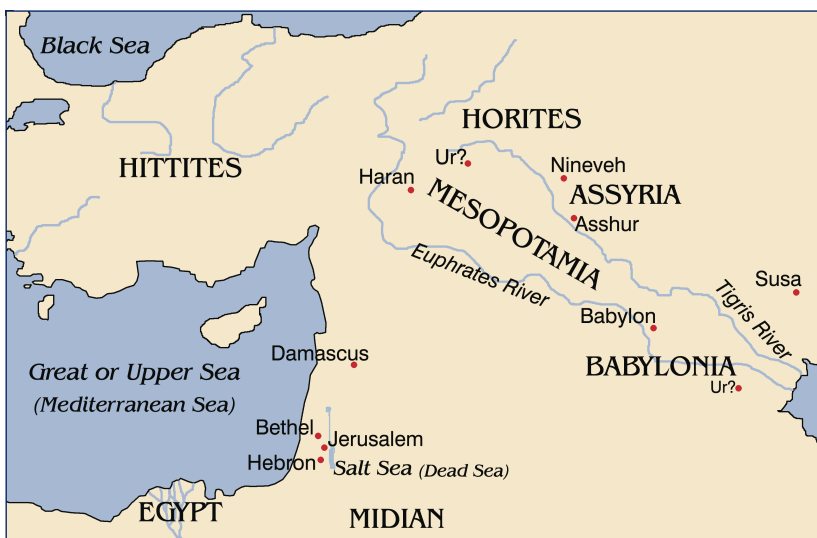 Black Sea
HORITES
HITTITES
Ur?
Nineveh
Haran
ASSYRIA
MESOPOTAMIA
Asshur
Euphrates River
Susa
Tigris River
Babylon
Damascus
BABYLONIA
Great or Upper Sea
(Mediterranean Sea)
Ur?
Bethel
Jerusalem
Hebron
Salt Sea (Dead Sea)
EGYPT
MIDIAN